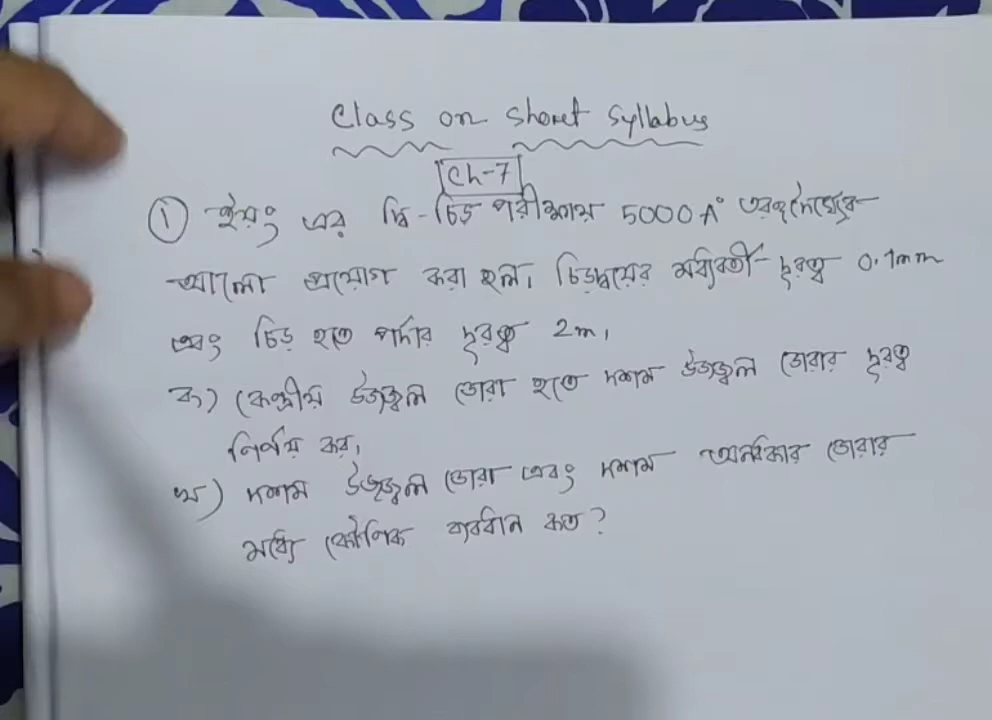 Class on Short Syllabus
Ch-7
① ইয়ং এর দ্বি-চিড় পরীক্ষায় 5000 A° তরঙ্গদৈর্ঘ্যের
আলো প্রয়োগ করা হল। চিড়দ্বয়ের মধ্যবর্তী দূরত্ব 0.1mm
এবং চিড় হতে পর্দার দূরত্ব 2m।
ক) কেন্দ্রীয় উজ্জ্বল ডোরা হতে দশম উজ্জ্বল ডোরার দূরত্ব
নির্ণয় কর।
খ) দশম উজ্জ্বল ডোরা এবং দশম অন্ধকার ডোরার
মধ্যে কৌণিক ব্যবধান কত?